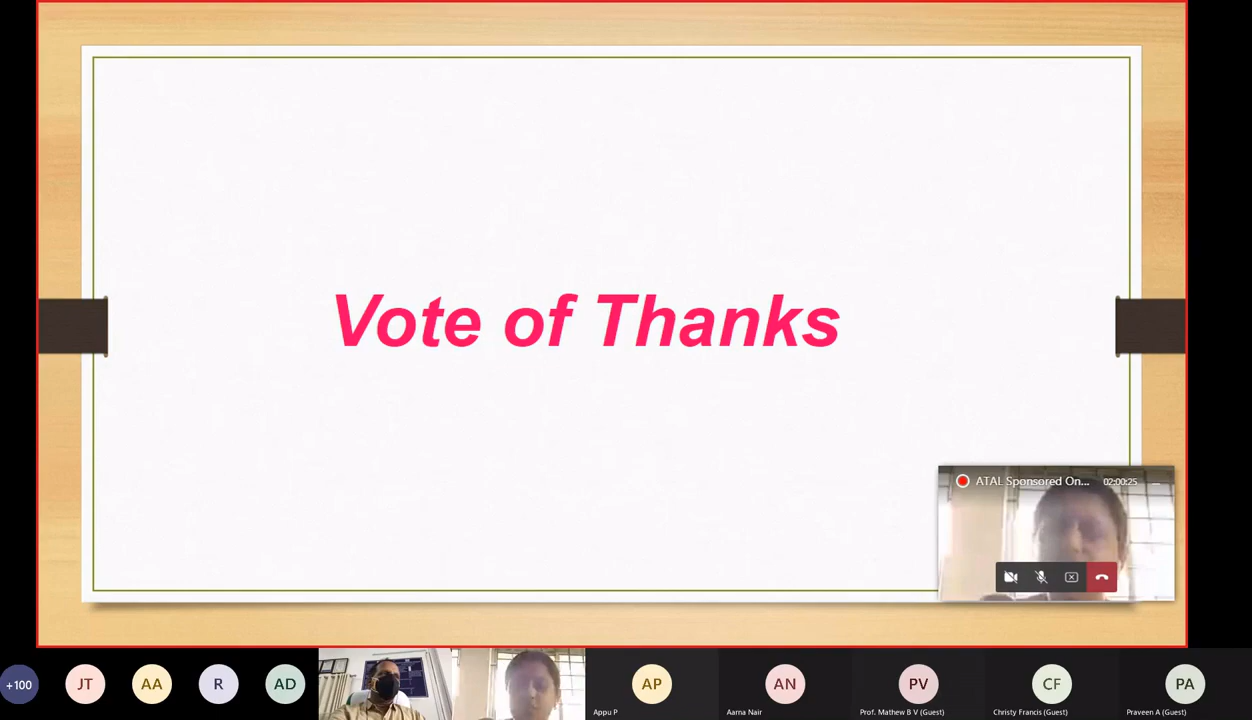 Vote of Thanks
ATAL Sponsored On...
02:00:25
+100
JT
AA
R
AD
AP
AN
PV
CF
PA
Appu P
Aarna Nair
Prof. Mathew B V (Guest)
Christy Francis (Guest)
Praveen A (Guest)